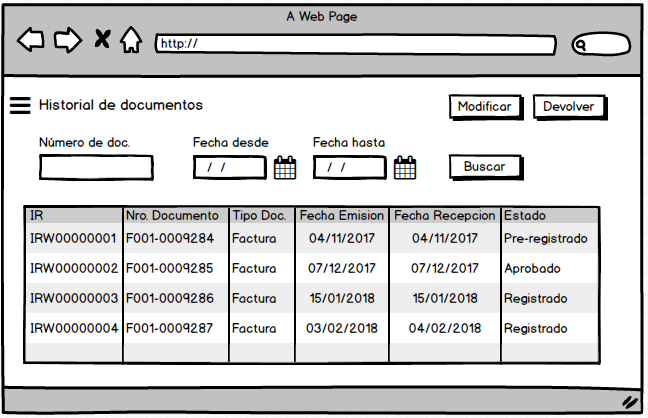 A Web Page
http://
Historial de documentos
Modificar
Devolver
Número de doc.
Fecha desde
Fecha hasta
/ /
/ /
Buscar
IR Nro. Documento Tipo Doc. Fecha Emision Fecha Recepcion Estado
IRW00000001 F001-0009284 Factura 04/11/2017 04/11/2017 Pre-registrado
IRW00000002 F001-0009285 Factura 07/12/2017 07/12/2017 Aprobado
IRW00000003 F001-0009286 Factura 15/01/2018 15/01/2018 Registrado
IRW00000004 F001-0009287 Factura 03/02/2018 04/02/2018 Registrado